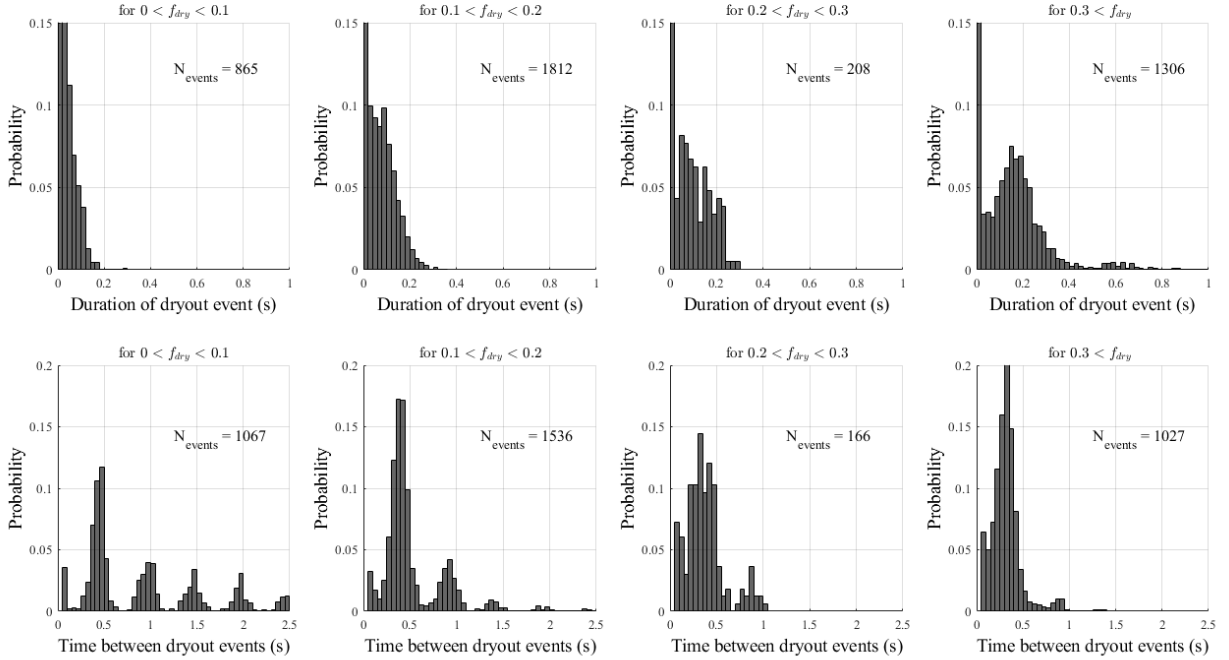 for 0 < f_dry < 0.1
N_events = 865
Probability
0.15
0.1
0.05
0
0 0.2 0.4 0.6 0.8 1
Duration of dryout event (s)
for 0.1 < f_dry < 0.2
N_events = 1812
Probability
0.15
0.1
0.05
0
0 0.2 0.4 0.6 0.8 1
Duration of dryout event (s)
for 0.2 < f_dry < 0.3
N_events = 208
Probability
0.15
0.1
0.05
0
0 0.2 0.4 0.6 0.8 1
Duration of dryout event (s)
for 0.3 < f_dry
N_events = 1306
Probability
0.15
0.1
0.05
0
0 0.2 0.4 0.6 0.8 1
Duration of dryout event (s)
for 0 < f_dry < 0.1
0.2
N_events = 1067
Probability
0.15
0.1
0.05
0
0 0.5 1 1.5 2 2.5
Time between dryout events (s)
for 0.1 < f_dry < 0.2
0.2
N_events = 1536
Probability
0.15
0.1
0.05
0
0 0.5 1 1.5 2 2.5
Time between dryout events (s)
for 0.2 < f_dry < 0.3
0.2
N_events = 166
Probability
0.15
0.1
0.05
0
0 0.5 1 1.5 2 2.5
Time between dryout events (s)
for 0.3 < f_dry
0.2
N_events = 1027
Probability
0.15
0.1
0.05
0
0 0.5 1 1.5 2 2.5
Time between dryout events (s)